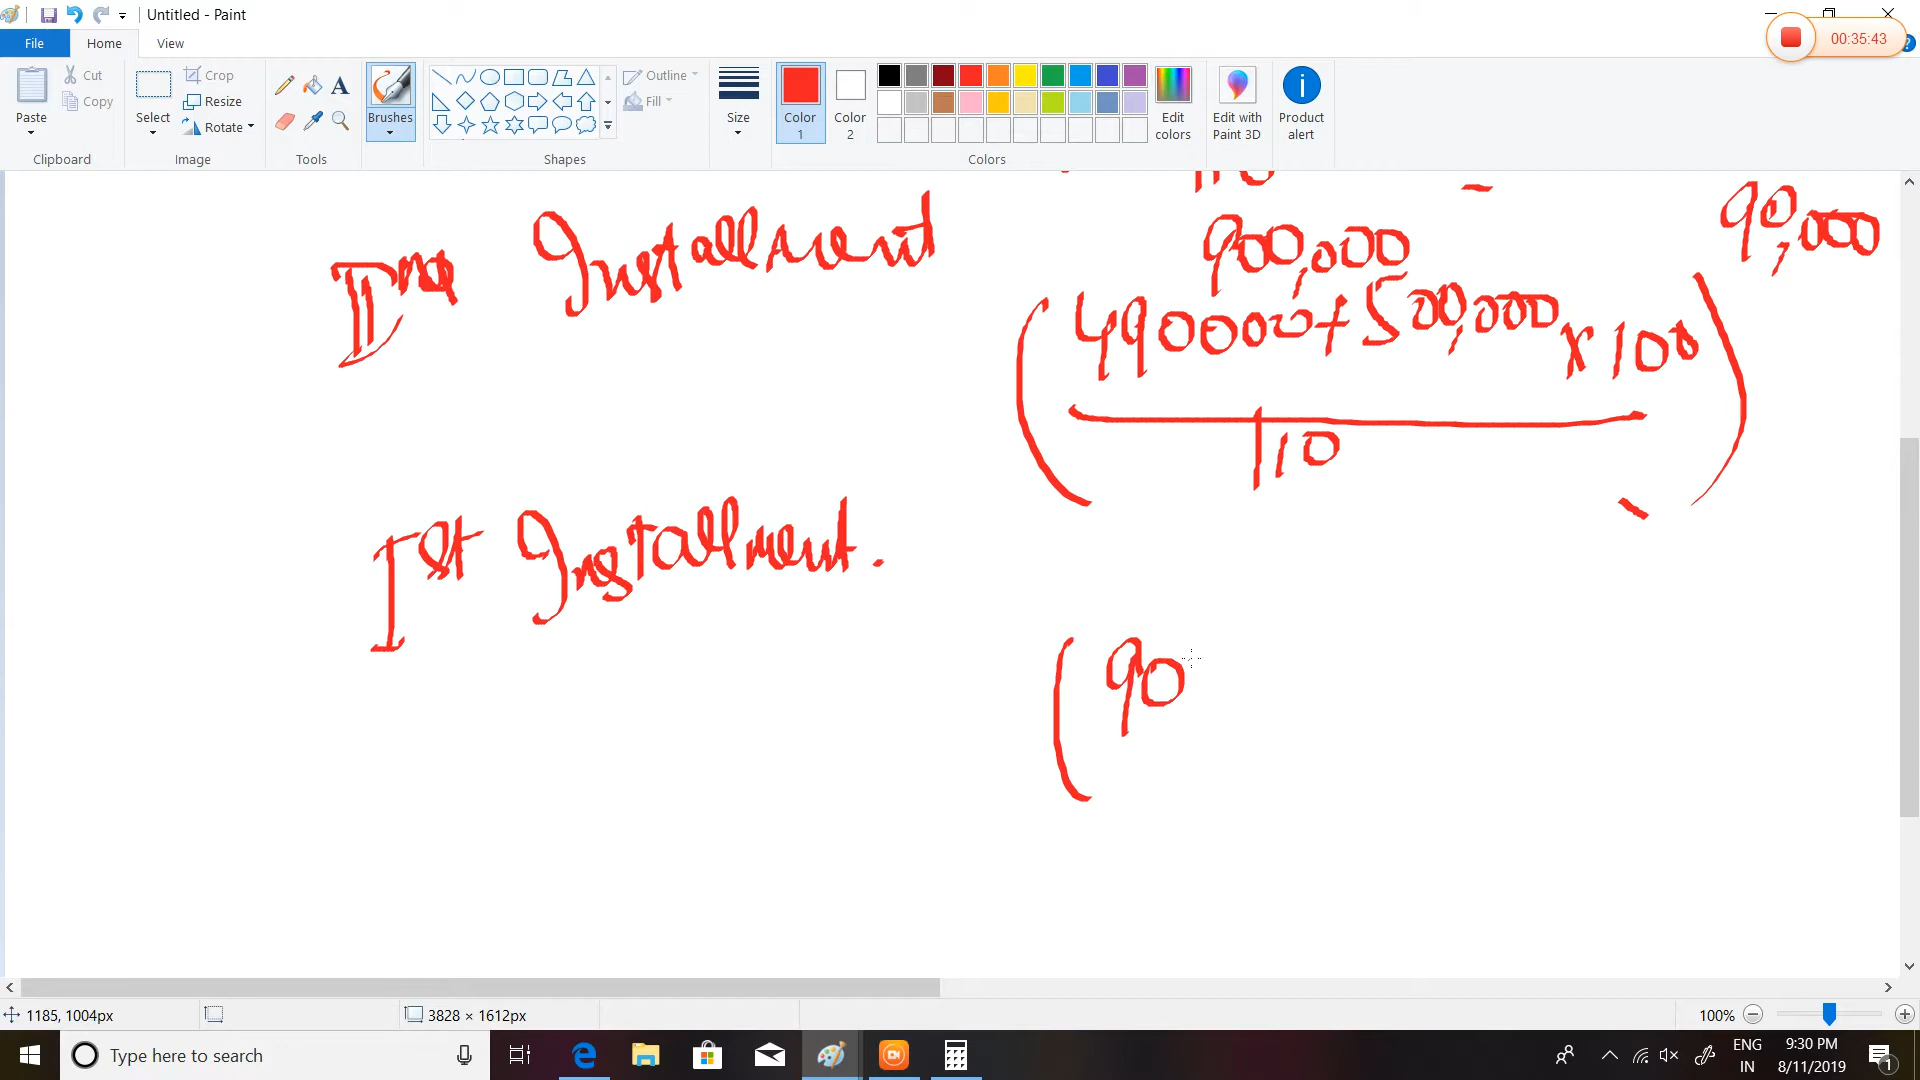 Untitled - Paint
00:35:43
File Home View
Paste
Cut
Copy
Clipboard
Select
Crop
Resize
Rotate
Image
A
Tools
Brushes
Outline
Fill
Shapes
Size
Color 1
Color 2
Colors
Edit colors
Edit with Paint 3D
Product alert
110
IInd Installment
900,000
90,000
(490000+500,000 x 100)
110
Ist Installment.
(90
1185, 1004px
3828 × 1612px
100%
Type here to search
ENG
IN
9:30 PM
8/11/2019
1